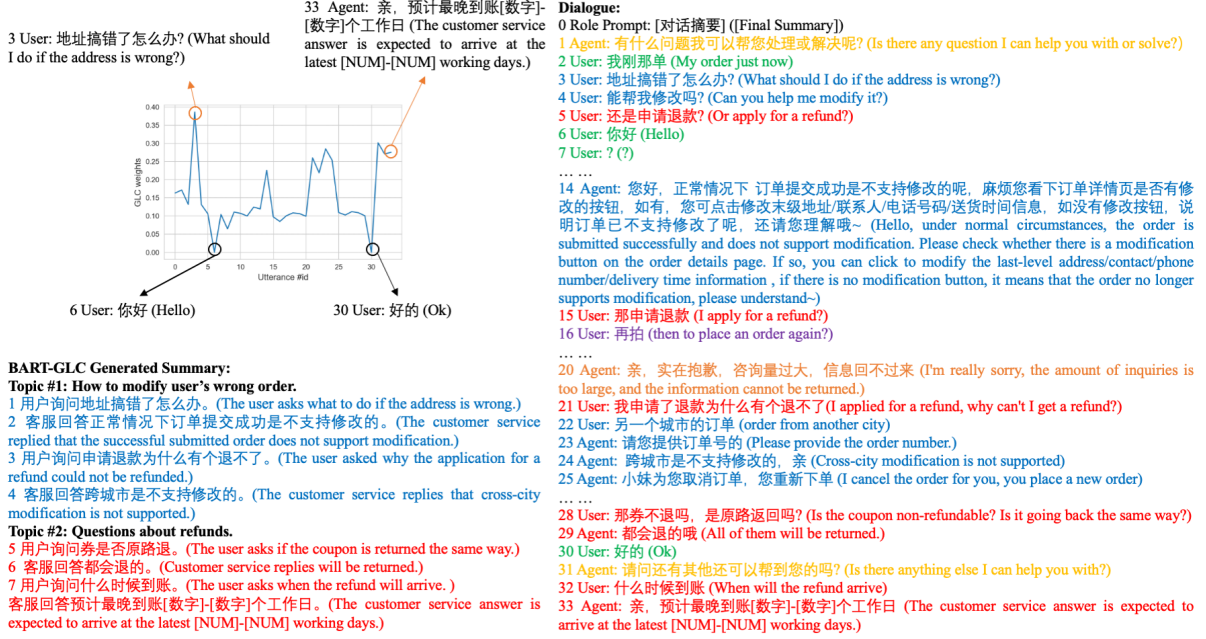 3 User: 地址搞错了怎么办? (What should
I do if the address is wrong?)
33 Agent: 亲，预计最晚到账[数字]-
[数字]个工作日 (The customer service
answer is expected to arrive at the
latest [NUM]-[NUM] working days.)
0.40
0.35
0.30
0.25
0.20
0.15
0.10
0.05
0.00
GLC weights
0 5 10 15 20 25 30
Utterance #id
6 User: 你好 (Hello)
30 User: 好的 (Ok)
BART-GLC Generated Summary:
Topic #1: How to modify user's wrong order.
1 用户询问地址搞错了怎么办。(The user asks what to do if the address is wrong.)
2 客服回答正常情况下订单提交成功是不支持修改的。(The customer service
replied that the successful submitted order does not support modification.)
3 用户询问申请退款为什么有个退不了。(The user asked why the application for a
refund could not be refunded.)
4 客服回答跨城市是不支持修改的。(The customer service replies that cross-city
modification is not supported.)
Topic #2: Questions about refunds.
5 用户询问券是否原路退。(The user asks if the coupon is returned the same way.)
6 客服回答都会退的。(Customer service replies will be returned.)
7 用户询问什么时候到账。(The user asks when the refund will arrive. )
客服回答预计最晚到账[数字]-[数字]个工作日。(The customer service answer is
expected to arrive at the latest [NUM]-[NUM] working days.)
Dialogue:
0 Role Prompt: [对话摘要] ([Final Summary])
1 Agent: 有什么问题我可以帮您处理或解决呢? (Is there any question I can help you with or solve?)
2 User: 我刚那单 (My order just now)
3 User: 地址搞错了怎么办? (What should I do if the address is wrong?)
4 User: 能帮我修改吗? (Can you help me modify it?)
5 User: 还是申请退款? (Or apply for a refund?)
6 User: 你好 (Hello)
7 User: ? (?)
... ...
14 Agent: 您好，正常情况下 订单提交成功是不支持修改的呢，麻烦您看下订单详情页是否有修
改的按钮，如有，您可点击修改末级地址/联系人/电话号码/送货时间信息，如没有修改按钮，说
明订单已不支持修改了呢，还请您理解哦~ (Hello, under normal circumstances, the order is
submitted successfully and does not support modification. Please check whether there is a modification
button on the order details page. If so, you can click to modify the last-level address/contact/phone
number/delivery time information , if there is no modification button, it means that the order no longer
supports modification, please understand~)
15 User: 那申请退款 (I apply for a refund?)
16 User: 再拍 (then to place an order again?)
... ...
20 Agent: 亲，实在抱歉，咨询量过大，信息回不过来 (I'm really sorry, the amount of inquiries is
too large, and the information cannot be returned.)
21 User: 我申请了退款为什么有个退不了(I applied for a refund, why can't I get a refund?)
22 User: 另一个城市的订单 (order from another city)
23 Agent: 请您提供订单号的 (Please provide the order number.)
24 Agent: 跨城市是不支持修改的，亲 (Cross-city modification is not supported)
25 Agent: 小妹为您取消订单，您重新下单 (I cancel the order for you, you place a new order)
... ...
28 User: 那券不退吗，是原路返回吗? (Is the coupon non-refundable? Is it going back the same way?)
29 Agent: 都会退的哦 (All of them will be returned.)
30 User: 好的 (Ok)
31 Agent: 请问还有其他还可以帮到您的吗? (Is there anything else I can help you with?)
32 User: 什么时候到账 (When will the refund arrive)
33 Agent: 亲，预计最晚到账[数字]-[数字]个工作日 (The customer service answer is expected to
arrive at the latest [NUM]-[NUM] working days.)